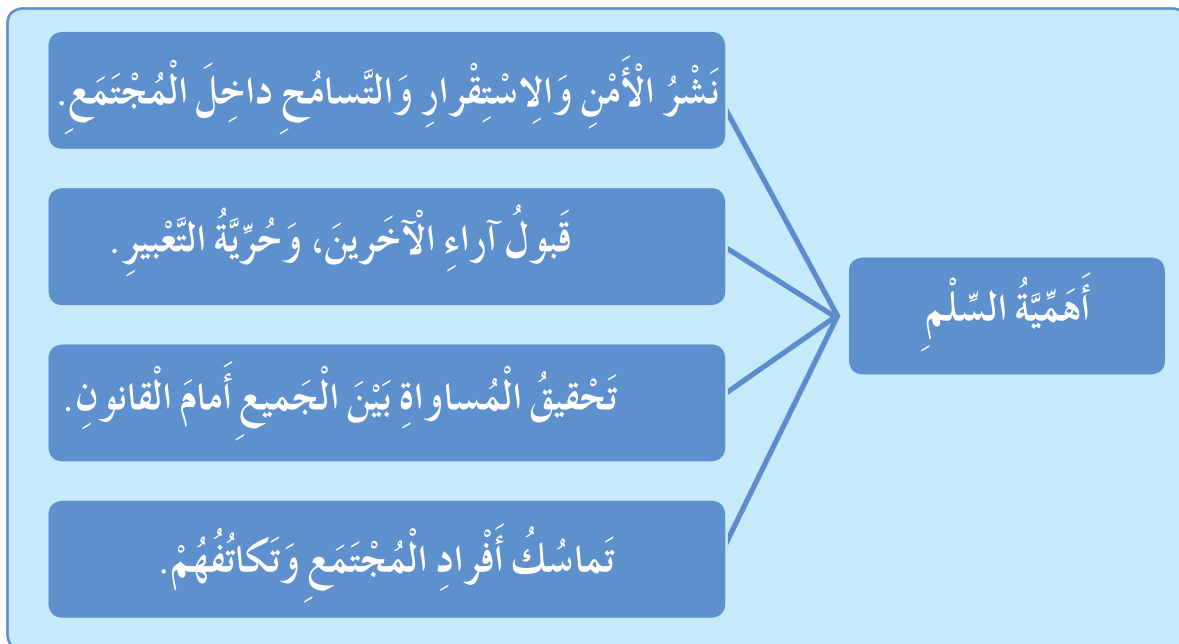 أَهَمِّيَّةُ السِّلْمِ
نَشْرُ الْأَمْنِ وَالِاسْتِقْرارِ وَالتَّسامُحِ داخِلَ الْمُجْتَمَعِ.
قَبولُ آراءِ الْآخَرينَ، وَحُرِّيَّةُ التَّعْبيرِ.
تَحْقيقُ الْمُساواةِ بَيْنَ الْجَميعِ أَمامَ الْقانونِ.
تَماسُكُ أَفْرادِ الْمُجْتَمَعِ وَتَكاتُفُهُمْ.